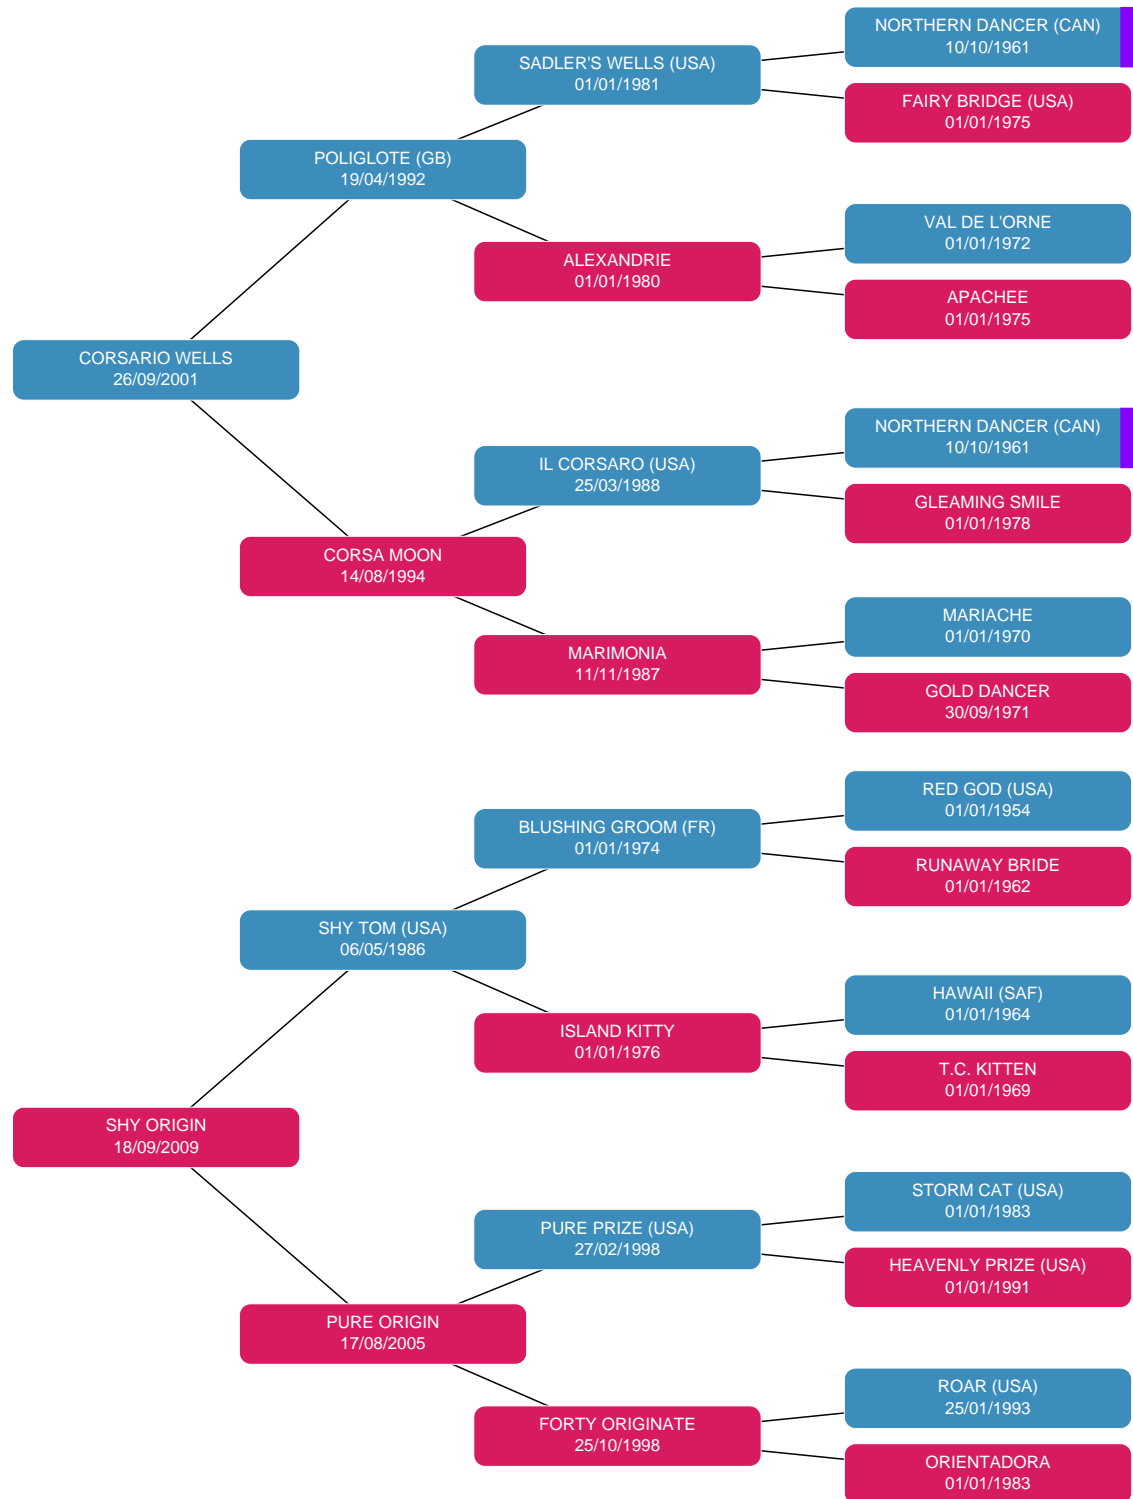 NORTHERN DANCER (CAN)
10/10/1961
SADLER'S WELLS (USA)
01/01/1981
FAIRY BRIDGE (USA)
01/01/1975
POLIGLOTE (GB)
19/04/1992
VAL DE L'ORNE
01/01/1972
ALEXANDRIE
01/01/1980
APACHEE
01/01/1975
CORSARIO WELLS
26/09/2001
NORTHERN DANCER (CAN)
10/10/1961
IL CORSARO (USA)
25/03/1988
GLEAMING SMILE
01/01/1978
CORSA MOON
14/08/1994
MARIACHE
01/01/1970
MARIMONIA
11/11/1987
GOLD DANCER
30/09/1971
RED GOD (USA)
01/01/1954
BLUSHING GROOM (FR)
01/01/1974
RUNAWAY BRIDE
01/01/1962
SHY TOM (USA)
06/05/1986
HAWAII (SAF)
01/01/1964
ISLAND KITTY
01/01/1976
T.C. KITTEN
01/01/1969
SHY ORIGIN
18/09/2009
STORM CAT (USA)
01/01/1983
PURE PRIZE (USA)
27/02/1998
HEAVENLY PRIZE (USA)
01/01/1991
PURE ORIGIN
17/08/2005
ROAR (USA)
25/01/1993
FORTY ORIGINATE
25/10/1998
ORIENTADORA
01/01/1983